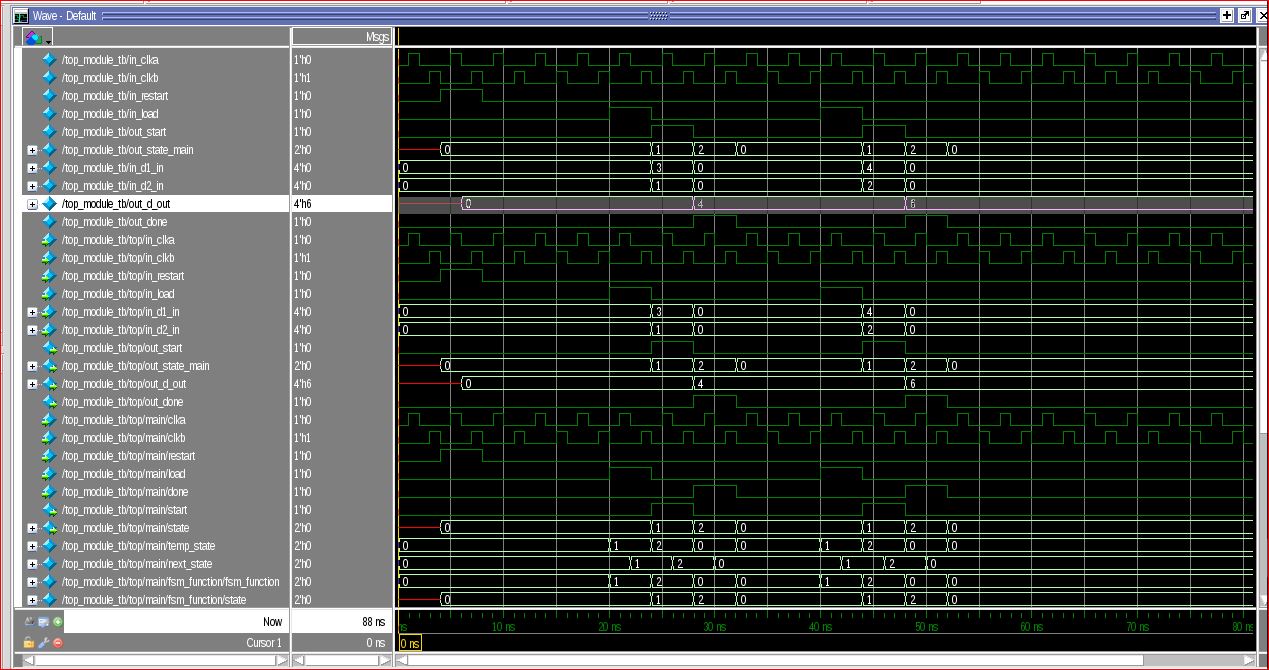 Wave - Default
Msgs
/top_module_tb/in_clka 1'h0
/top_module_tb/in_clkb 1'h1
/top_module_tb/in_restart 1'h0
/top_module_tb/in_load 1'h0
/top_module_tb/out_start 1'h0
/top_module_tb/out_state_main 2'h0 0 1 2 0 1 2 0
/top_module_tb/in_d1_in 4'h0 0 3 0 4 0
/top_module_tb/in_d2_in 4'h0 0 1 0 2 0
/top_module_tb/out_d_out 4'h6 0 4 6
/top_module_tb/out_done 1'h0
/top_module_tb/top/in_clka 1'h0
/top_module_tb/top/in_clkb 1'h1
/top_module_tb/top/in_restart 1'h0
/top_module_tb/top/in_load 1'h0
/top_module_tb/top/in_d1_in 4'h0 0 3 0 4 0
/top_module_tb/top/in_d2_in 4'h0 0 1 0 2 0
/top_module_tb/top/out_start 1'h0
/top_module_tb/top/out_state_main 2'h0 0 1 2 0 1 2 0
/top_module_tb/top/out_d_out 4'h6 0 4 6
/top_module_tb/top/out_done 1'h0
/top_module_tb/top/main/clka 1'h0
/top_module_tb/top/main/clkb 1'h1
/top_module_tb/top/main/restart 1'h0
/top_module_tb/top/main/load 1'h0
/top_module_tb/top/main/done 1'h0
/top_module_tb/top/main/start 1'h0
/top_module_tb/top/main/state 2'h0 0 1 2 0 1 2 0
/top_module_tb/top/main/temp_state 2'h0 0 1 2 0 0 1 2 0 0
/top_module_tb/top/main/next_state 2'h0 0 1 2 0 1 2 0
/top_module_tb/top/main/fsm_function/fsm_function 2'h0 0 1 2 0 0 1 2 0 0
/top_module_tb/top/main/fsm_function/state 2'h0 0 1 2 0 1 2 0
Now 88 ns ns 10 ns 20 ns 30 ns 40 ns 50 ns 60 ns 70 ns 80 ns
Cursor 1 0 ns 0 ns